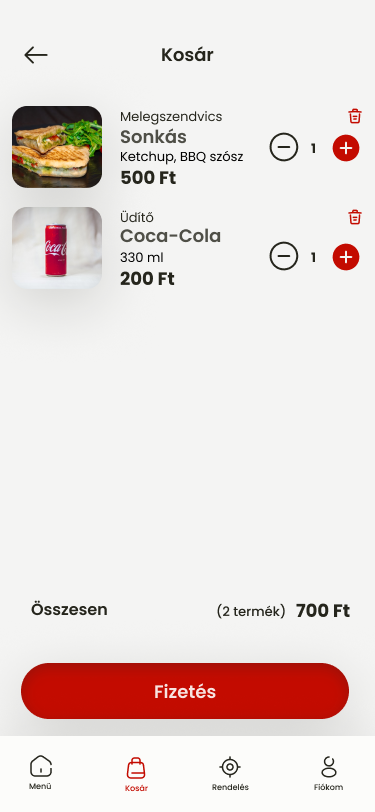 Kosár
Melegszendvics
Sonkás
Ketchup, BBQ szósz
500 Ft
1
Üdítő
Coca-Cola
330 ml
200 Ft
1
Coca-C
Összesen (2 termék) 700 Ft
Fizetés
Menü Kosár Rendelés Fiókom